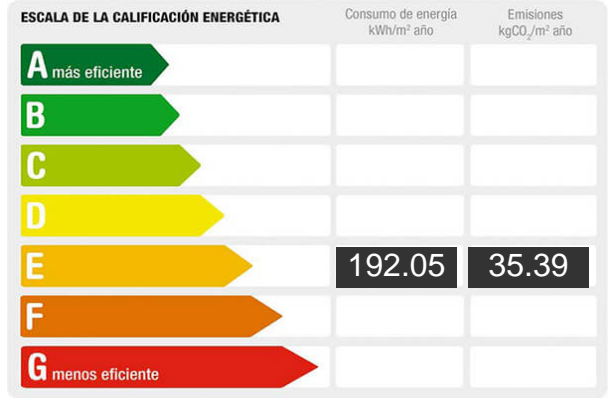 ESCALA DE LA CALIFICACIÓN ENERGÉTICA
Consumo de energía
kWh/m² año
Emisiones
kgCO₂/m² año
A más eficiente
B
C
D
E 192.05 35.39
F
G menos eficiente